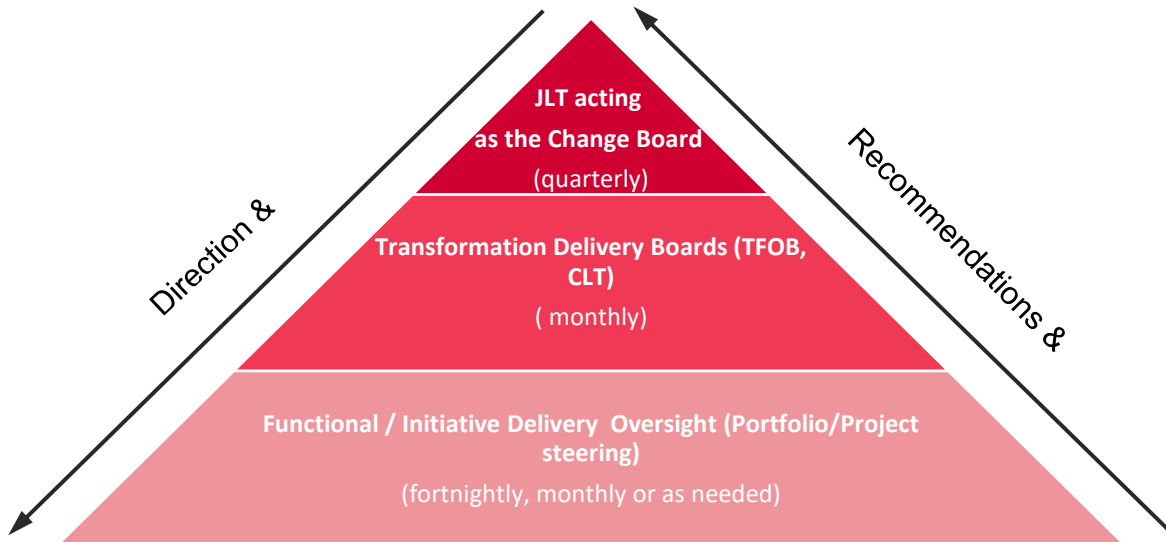 JLT acting
as the Change Board
(quarterly)
Direction &
Recommendations &
Transformation Delivery Boards (TFOB,
CLT)
( monthly)
Functional / Initiative Delivery  Oversight (Portfolio/Project
steering)
(fortnightly, monthly or as needed)